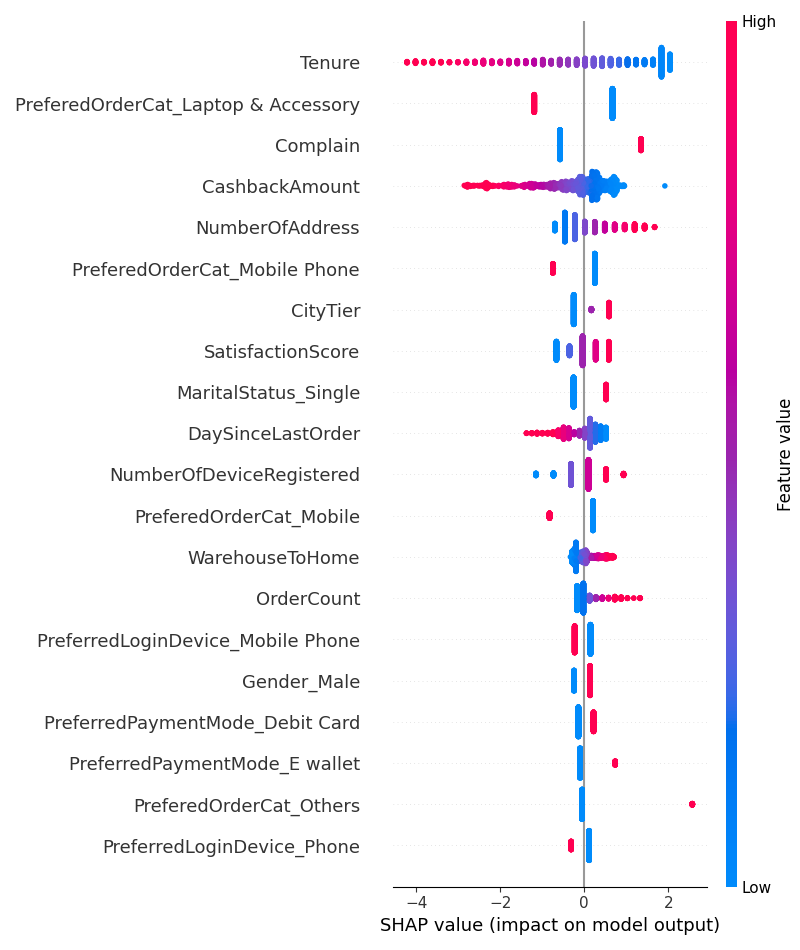 High
Tenure
PreferedOrderCat_Laptop & Accessory
Complain
CashbackAmount
NumberOfAddress
PreferedOrderCat_Mobile Phone
CityTier
SatisfactionScore
MaritalStatus_Single
DaySinceLastOrder
Feature value
NumberOfDeviceRegistered
PreferedOrderCat_Mobile
WarehouseToHome
OrderCount
PreferredLoginDevice_Mobile Phone
Gender_Male
PreferredPaymentMode_Debit Card
PreferredPaymentMode_E wallet
PreferedOrderCat_Others
PreferredLoginDevice_Phone
Low
−4 −2 0 2
SHAP value (impact on model output)